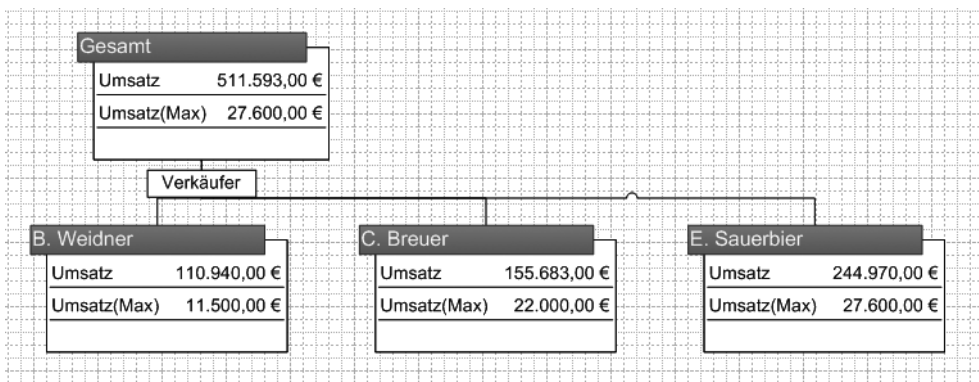 Gesamt
Umsatz 511.593,00 €
Umsatz(Max) 27.600,00 €
Verkäufer
B. Weidner
Umsatz 110.940,00 €
Umsatz(Max) 11.500,00 €
C. Breuer
Umsatz 155.683,00 €
Umsatz(Max) 22.000,00 €
E. Sauerbier
Umsatz 244.970,00 €
Umsatz(Max) 27.600,00 €